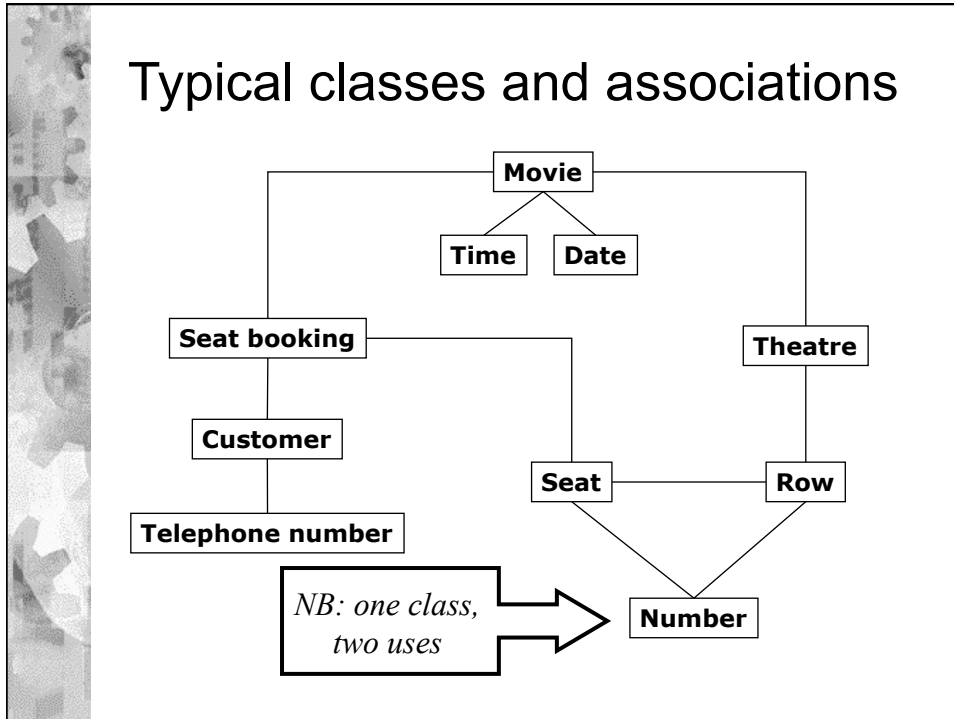 Typical classes and associations
Movie
Time
Date
Seat booking
Theatre
Customer
Seat
Row
Telephone number
NB: one class,
two uses
Number